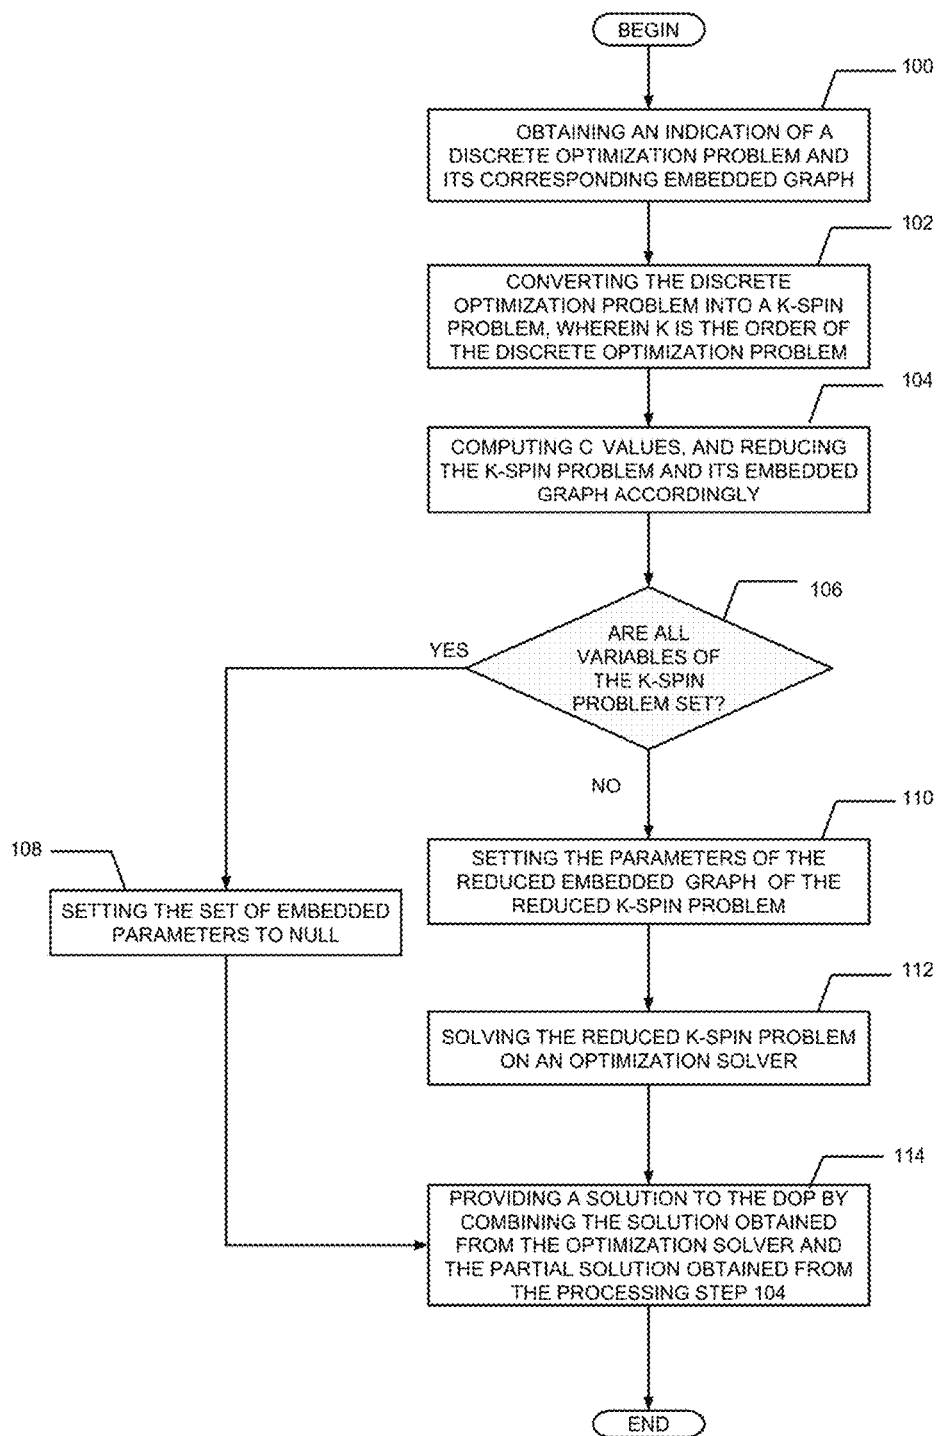 BEGIN
100
OBTAINING AN INDICATION OF A
DISCRETE OPTIMIZATION PROBLEM AND
ITS CORRESPONDING EMBEDDED GRAPH
102
CONVERTING THE DISCRETE
OPTIMIZATION PROBLEM INTO A K-SPIN
PROBLEM, WHEREIN K IS THE ORDER OF
THE DISCRETE OPTIMIZATION PROBLEM
104
COMPUTING C VALUES, AND REDUCING
THE K-SPIN PROBLEM AND ITS EMBEDDED
GRAPH ACCORDINGLY
106
ARE ALL
VARIABLES OF
THE K-SPIN
PROBLEM SET?
YES
NO
108
SETTING THE SET OF EMBEDDED
PARAMETERS TO NULL
110
SETTING THE PARAMETERS OF THE
REDUCED EMBEDDED GRAPH OF THE
REDUCED K-SPIN PROBLEM
112
SOLVING THE REDUCED K-SPIN PROBLEM
ON AN OPTIMIZATION SOLVER
114
PROVIDING A SOLUTION TO THE DOP BY
COMBINING THE SOLUTION OBTAINED
FROM THE OPTIMIZATION SOLVER AND
THE PARTIAL SOLUTION OBTAINED FROM
THE PROCESSING STEP 104
END